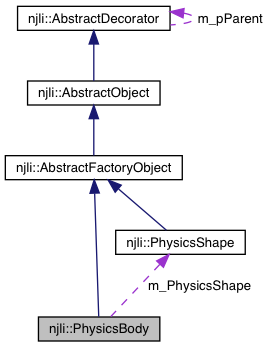 njli::AbstractDecorator
m_pParent
njli::AbstractObject
njli::AbstractFactoryObject
njli::PhysicsShape
m_PhysicsShape
njli::PhysicsBody